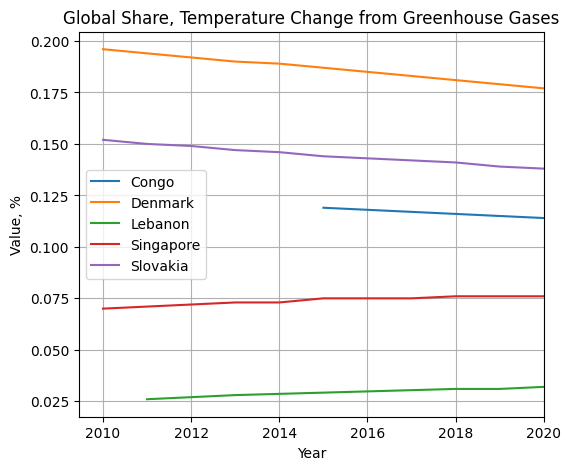 Global Share, Temperature Change from Greenhouse Gases
0.200
0.175
0.150
0.125
0.100
0.075
0.050
0.025
Value, %
Congo
Denmark
Lebanon
Singapore
Slovakia
2010 2012 2014 2016 2018 2020
Year